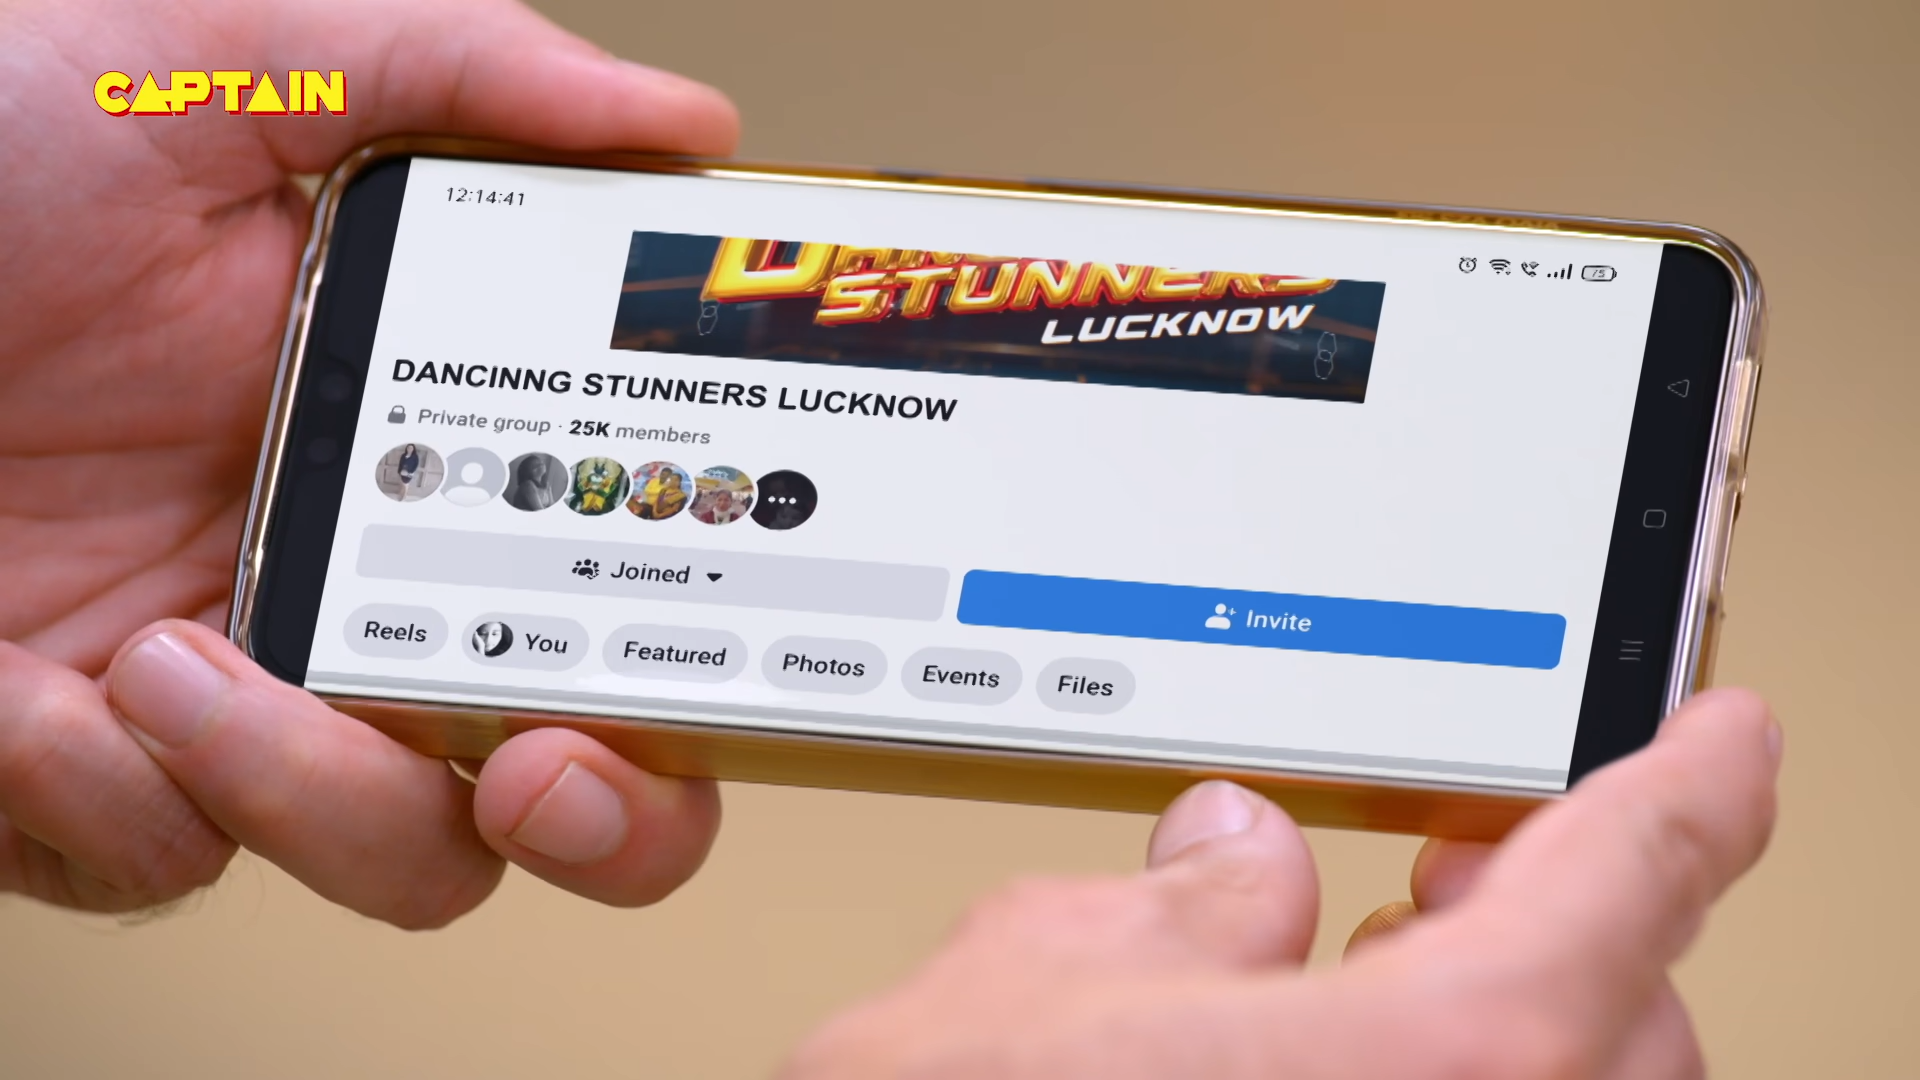 CAPTAIN
12:14:41
75
STUNNERS
LUCKNOW
DANCINNG STUNNERS LUCKNOW
Private group · 25K members
Joined
Invite
Reels
You
Featured
Photos
Events
Files